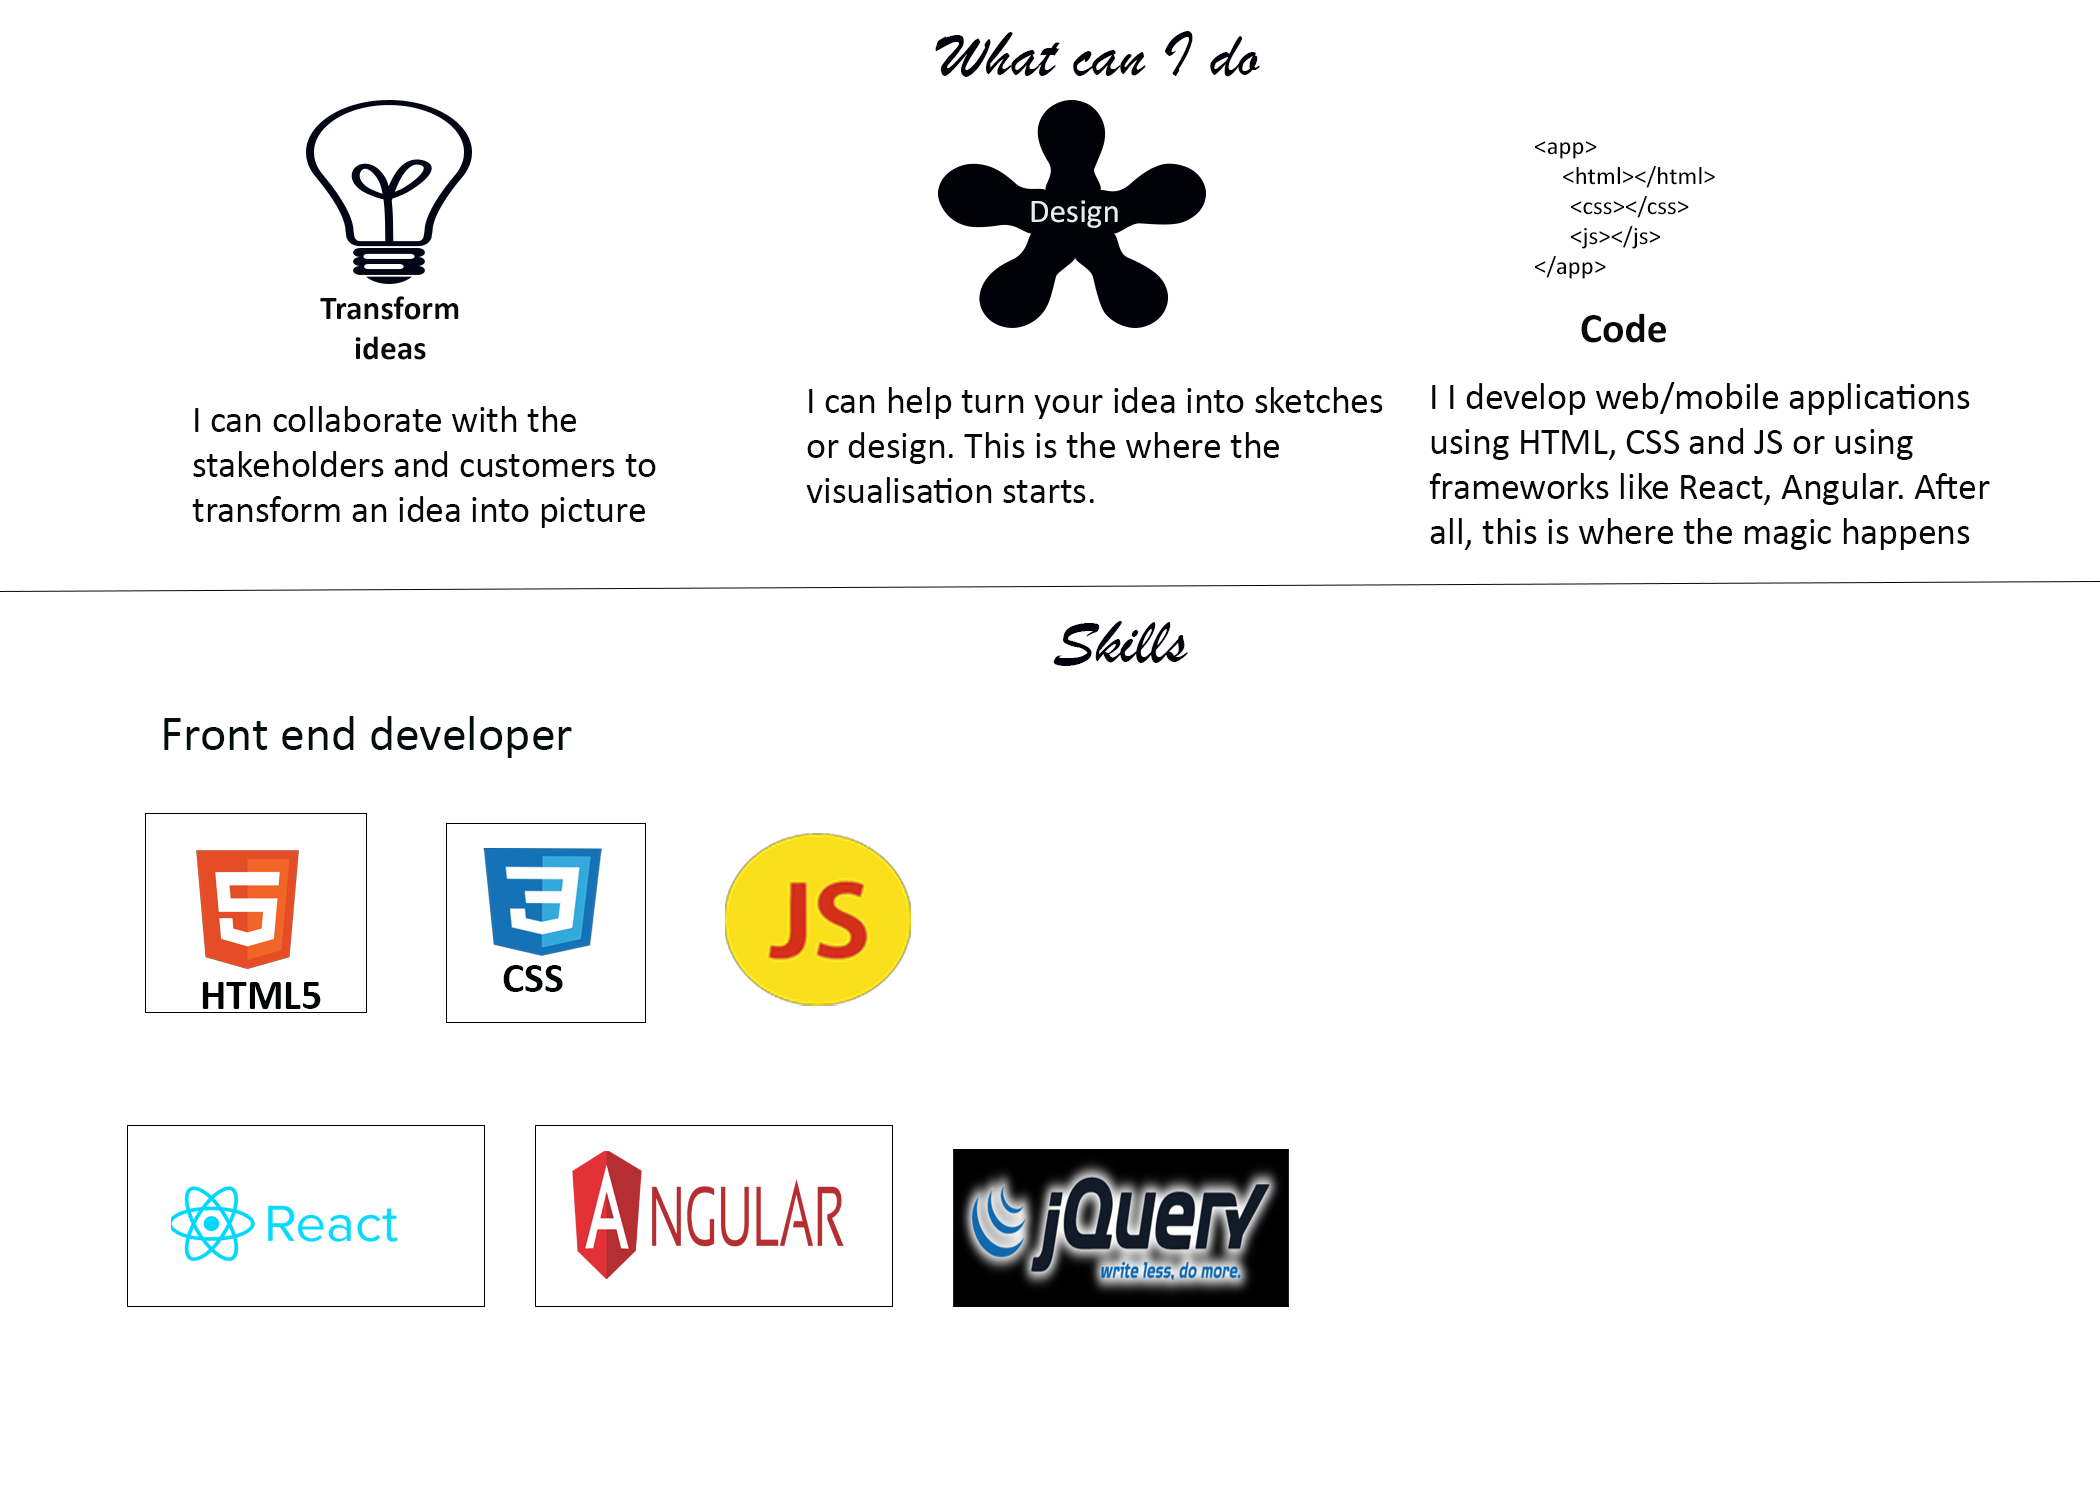 What can I do
Design
<app>
<html></html>
<css></css>
<js></js>
</app>
Transform
ideas
Code
I can collaborate with the
stakeholders and customers to
transform an idea into picture
I can help turn your idea into sketches
or design. This is the where the
visualisation starts.
I I develop web/mobile applications
using HTML, CSS and JS or using
frameworks like React, Angular. After
all, this is where the magic happens
Skills
Front end developer
5
HTML5
3
CSS
JS
React
ANGULAR
jQuery
write less, do more.